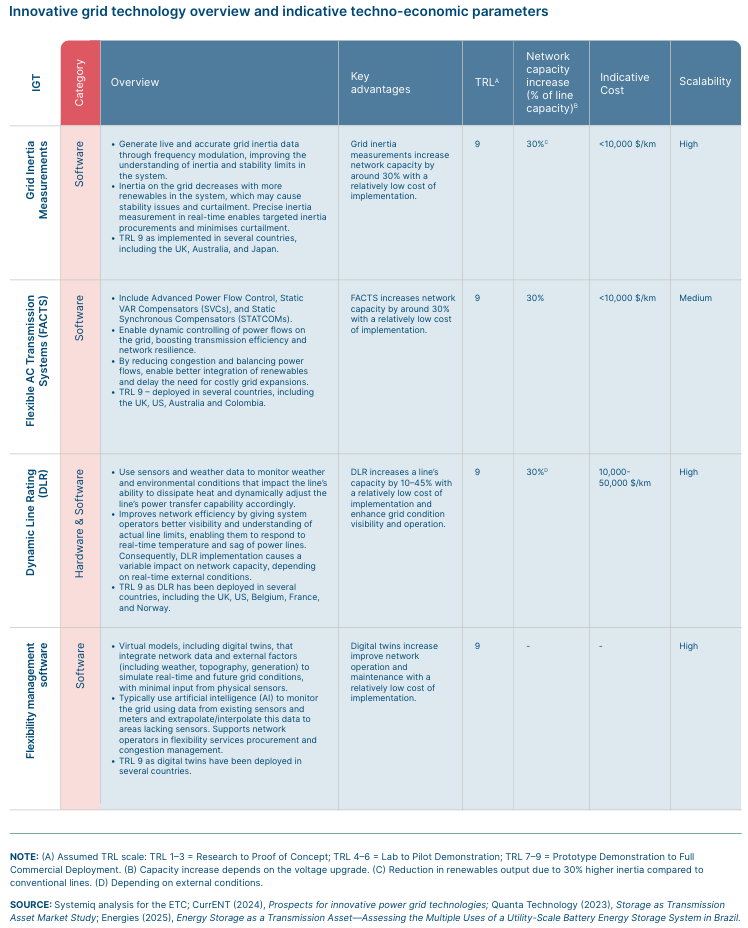 Innovative grid technology overview and indicative techno-economic parameters
IGT
Category
Overview
Key
advantages
TRLᴬ
Network
capacity
increase
(% of line
capacity)ᴮ
Indicative
Cost
Scalability
Grid Inertia
Measurements
Software
• Generate live and accurate grid inertia data
through frequency modulation, improving the
understanding of inertia and stability limits in
the system.
• Inertia on the grid decreases with more
renewables in the system, which may cause
stability issues and curtailment. Precise inertia
measurement in real-time enables targeted inertia
procurements and minimises curtailment.
• TRL 9 as implemented in several countries,
including the UK, Australia, and Japan.
Grid inertia
measurements increase
network capacity by
around 30% with a
relatively low cost of
implementation.
9
30%ᶜ
<10,000 $/km
High
Flexible AC Transmission
Systems (FACTS)
Software
• Include Advanced Power Flow Control, Static
VAR Compensators (SVCs), and Static
Synchronous Compensators (STATCOMs).
• Enable dynamic controlling of power flows on
the grid, boosting transmission efficiency and
network resilience.
• By reducing congestion and balancing power
flows, enable better integration of renewables
and delay the need for costly grid expansions.
• TRL 9 – deployed in several countries, including
the UK, US, Australia and Colombia.
FACTS increases network
capacity by around 30%
with a relatively low cost
of implementation.
9
30%
<10,000 $/km
Medium
Dynamic Line Rating
(DLR)
Hardware & Software
• Use sensors and weather data to monitor weather
and environmental conditions that impact the line's
ability to dissipate heat and dynamically adjust the
line's power transfer capability accordingly.
• Improves network efficiency by giving system
operators better visibility and understanding of
actual line limits, enabling them to respond to
real-time temperature and sag of power lines.
Consequently, DLR implementation causes a
variable impact on network capacity, depending
on real-time external conditions.
• TRL 9 as DLR has been deployed in several
countries, including the UK, US, Belgium, France,
and Norway.
DLR increases a line's
capacity by 10–45% with
a relatively low cost of
implementation and
enhance grid condition
visibility and operation.
9
30%ᴰ
10,000-
50,000 $/km
High
Flexibility management
software
Software
• Virtual models, including digital twins, that
integrate network data and external factors
(including weather, topography, generation) to
simulate real-time and future grid conditions,
with minimal input from physical sensors.
• Typically use artificial intelligence (AI) to monitor
the grid using data from existing sensors and
meters and extrapolate/interpolate this data to
areas lacking sensors. Supports network
operators in flexibility services procurement and
congestion management.
• TRL 9 as digital twins have been deployed in
several countries.
Digital twins increase
improve network
operation and
maintenance with a
relatively low cost of
implementation.
9
-
-
High
NOTE: (A) Assumed TRL scale: TRL 1–3 = Research to Proof of Concept; TRL 4–6 = Lab to Pilot Demonstration; TRL 7–9 = Prototype Demonstration to Full
Commercial Deployment. (B) Capacity increase depends on the voltage upgrade. (C) Reduction in renewables output due to 30% higher inertia compared to
conventional lines. (D) Depending on external conditions.
SOURCE: Systemiq analysis for the ETC; CurrENT (2024), Prospects for innovative power grid technologies; Quanta Technology (2023), Storage as Transmission
Asset Market Study; Energies (2025), Energy Storage as a Transmission Asset—Assessing the Multiple Uses of a Utility-Scale Battery Energy Storage System in Brazil.